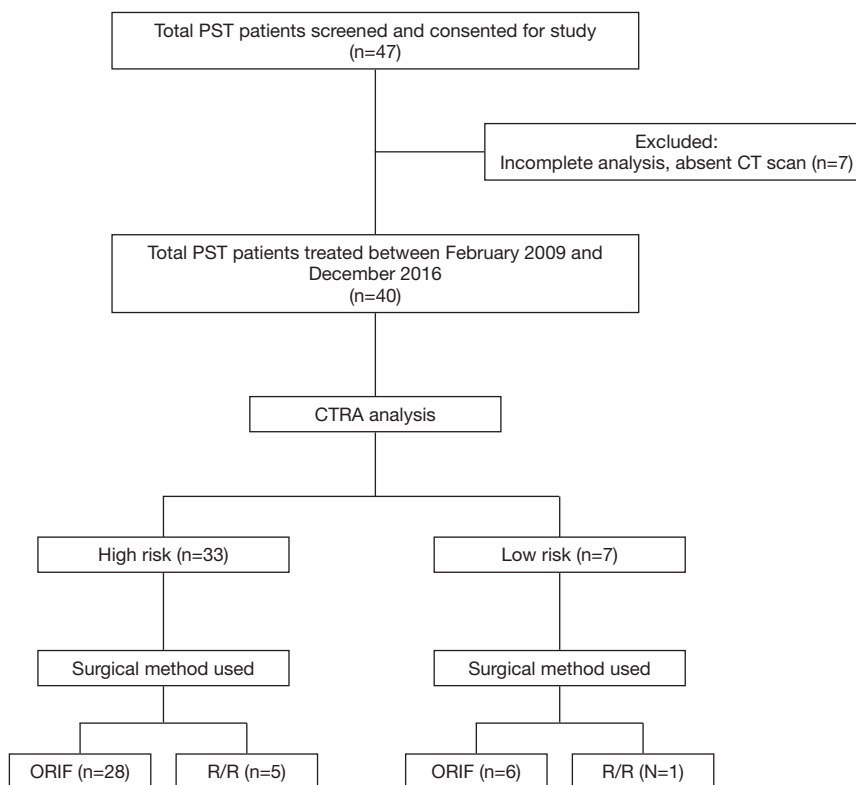 Total PST patients screened and consented for study
(n=47)
Excluded:
Incomplete analysis, absent CT scan (n=7)
Total PST patients treated between February 2009 and
December 2016
(n=40)
CTRA analysis
High risk (n=33)
Low risk (n=7)
Surgical method used
Surgical method used
ORIF (n=28)
R/R (n=5)
ORIF (n=6)
R/R (N=1)